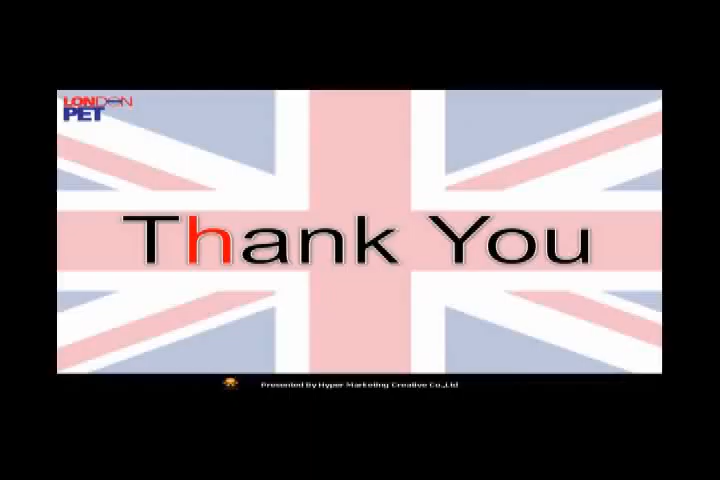 LONDON
PET
Thank You
Presented By Hyper Marketing Creative Co.,Ltd